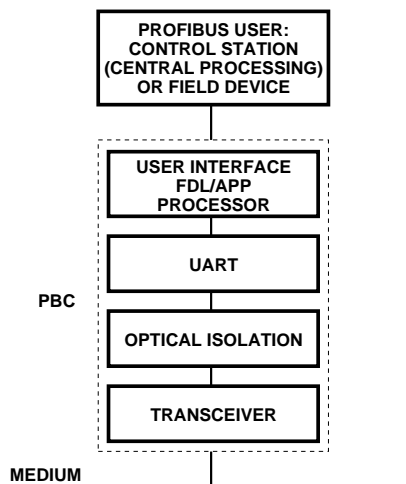 PROFIBUS USER:
CONTROL STATION
(CENTRAL PROCESSING)
OR FIELD DEVICE
USER INTERFACE
FDL/APP
PROCESSOR
UART
PBC
OPTICAL ISOLATION
TRANSCEIVER
MEDIUM